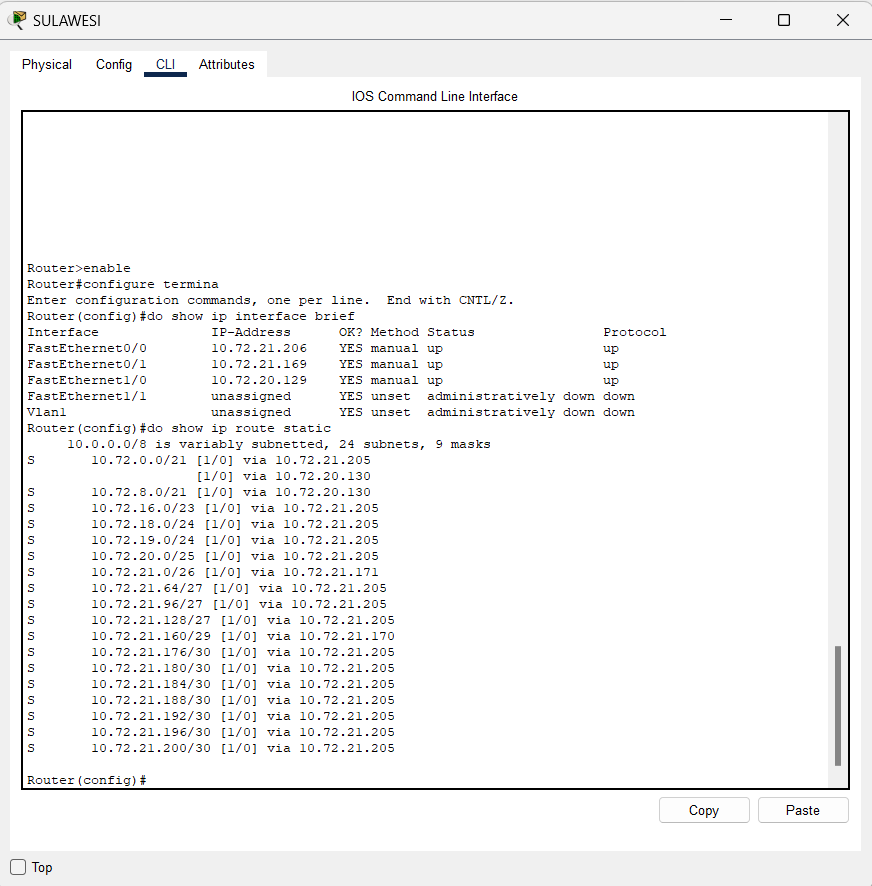 SULAWESI
Physical Config CLI Attributes
IOS Command Line Interface
Router>enable
Router#configure termina
Enter configuration commands, one per line.  End with CNTL/Z.
Router(config)#do show ip interface brief
Interface              IP-Address      OK? Method Status                Protocol
FastEthernet0/0        10.72.21.206    YES manual up                    up
FastEthernet0/1        10.72.21.169    YES manual up                    up
FastEthernet1/0        10.72.20.129    YES manual up                    up
FastEthernet1/1        unassigned      YES unset  administratively down down
Vlan1                  unassigned      YES unset  administratively down down
Router(config)#do show ip route static
     10.0.0.0/8 is variably subnetted, 24 subnets, 9 masks
S       10.72.0.0/21 [1/0] via 10.72.21.205
                     [1/0] via 10.72.20.130
S       10.72.8.0/21 [1/0] via 10.72.20.130
S       10.72.16.0/23 [1/0] via 10.72.21.205
S       10.72.18.0/24 [1/0] via 10.72.21.205
S       10.72.19.0/24 [1/0] via 10.72.21.205
S       10.72.20.0/25 [1/0] via 10.72.21.205
S       10.72.21.0/26 [1/0] via 10.72.21.171
S       10.72.21.64/27 [1/0] via 10.72.21.205
S       10.72.21.96/27 [1/0] via 10.72.21.205
S       10.72.21.128/27 [1/0] via 10.72.21.205
S       10.72.21.160/29 [1/0] via 10.72.21.170
S       10.72.21.176/30 [1/0] via 10.72.21.205
S       10.72.21.180/30 [1/0] via 10.72.21.205
S       10.72.21.184/30 [1/0] via 10.72.21.205
S       10.72.21.188/30 [1/0] via 10.72.21.205
S       10.72.21.192/30 [1/0] via 10.72.21.205
S       10.72.21.196/30 [1/0] via 10.72.21.205
S       10.72.21.200/30 [1/0] via 10.72.21.205
Router(config)#
Copy Paste
Top